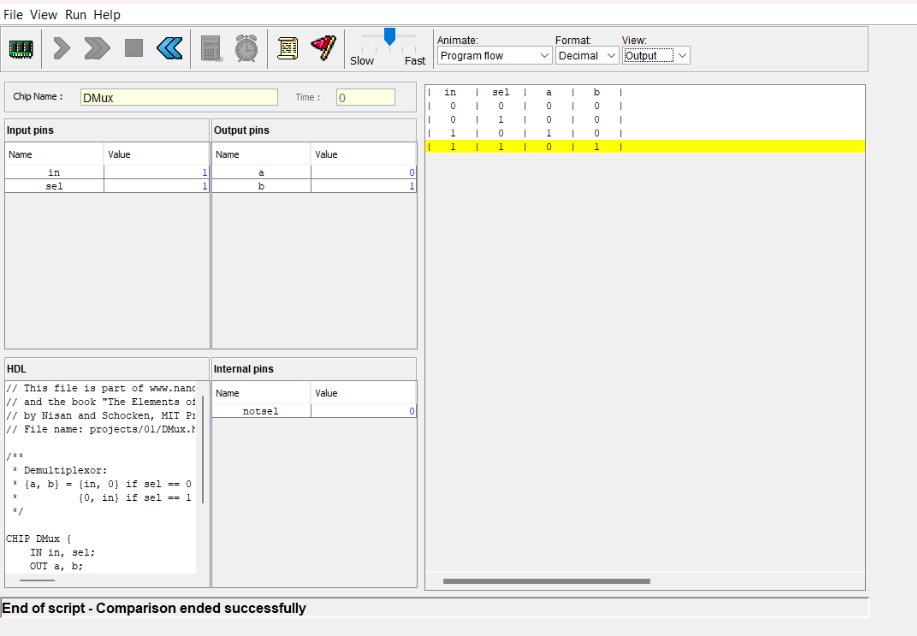 File View Run Help
Slow Fast
Animate: Format: View:
Program flow Decimal Output
Chip Name : DMux Time : 0
Input pins
Name Value
in 1
sel 1
Output pins
Name Value
a 0
b 1
| in | sel | a | b |
| 0 | 0 | 0 | 0 |
| 0 | 1 | 0 | 0 |
| 1 | 0 | 1 | 0 |
| 1 | 1 | 0 | 1 |
HDL
// This file is part of www.nand
// and the book "The Elements of
// by Nisan and Schocken, MIT Pr
// File name: projects/01/DMux.h
/**
* Demultiplexor:
* {a, b} = {in, 0} if sel == 0
* {0, in} if sel == 1
*/
CHIP DMux {
IN in, sel;
OUT a, b;
Internal pins
Name Value
notsel 0
End of script - Comparison ended successfully